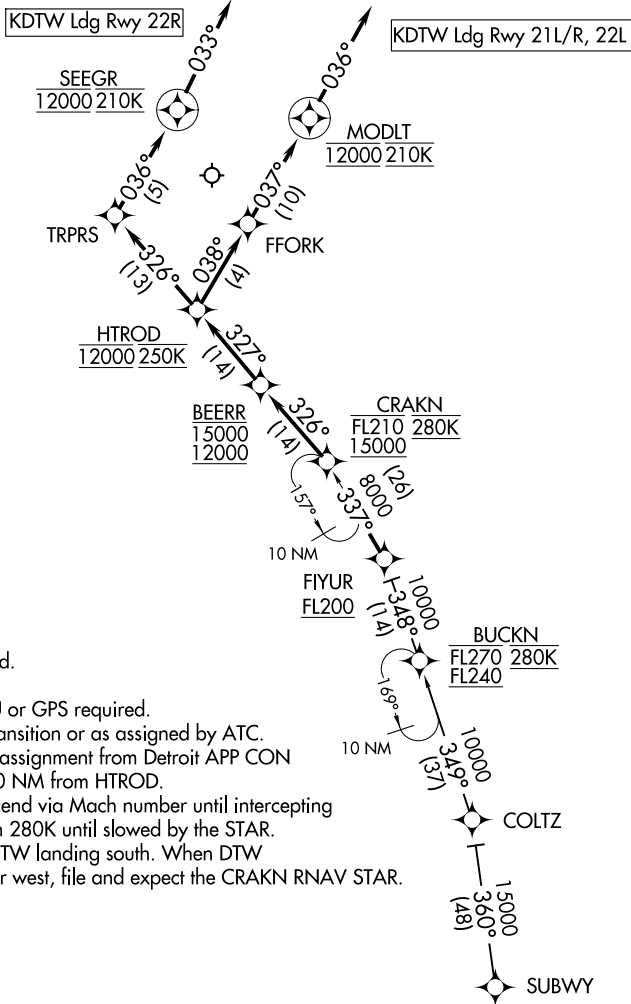 KDTW Ldg Rwy 22R
033°
036°
KDTW Ldg Rwy 21L/R, 22L
SEEGR
12000 210K
MODLT
12000 210K
036°
(5)
037°
(10)
TRPRS
FFORK
326°
(13)
038°
(4)
HTROD
12000 250K
327°
(14)
BEERR
15000
12000
326°
(14)
CRAKN
FL210 280K
15000
(26)
8000
337°
157°
10 NM
FIYUR
FL200
10000
348°
(14)
BUCKN
FL270 280K
FL240
169°
10 NM
10000
349°
(37)
COLTZ
15000
360°
(48)
SUBWY
d.
or GPS required.
ransition or as assigned by ATC.
assignment from Detroit APP CON
0 NM from HTROD.
cend via Mach number until intercepting
280K until slowed by the STAR.
TW landing south. When DTW
r west, file and expect the CRAKN RNAV STAR.